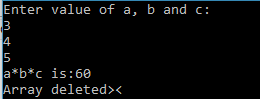 Enter value of a, b and c:
3
4
5
a*b*c is:60
Array deleted><